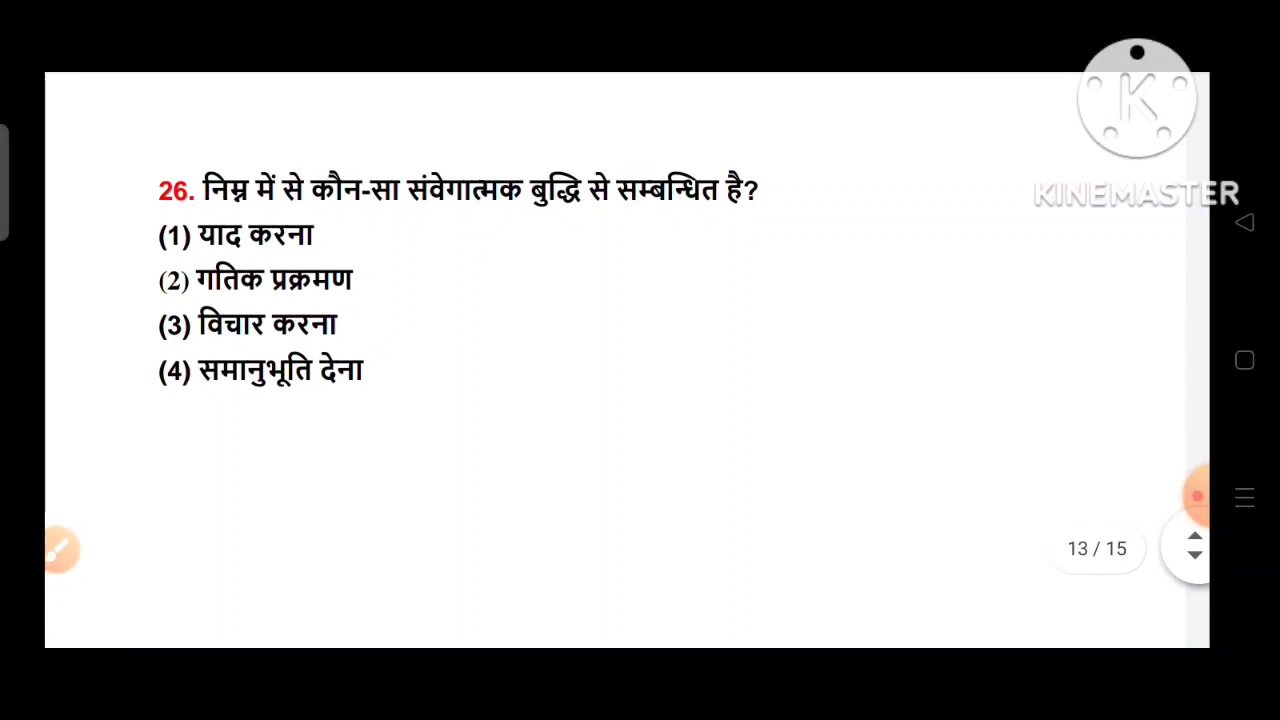 26. निम्न में से कौन-सा संवेगात्मक बुद्धि से सम्बन्धित है?
(1) याद करना
(2) गतिक प्रक्रमण
(3) विचार करना
(4) समानुभूति देना
K
KINEMASTER
13 / 15